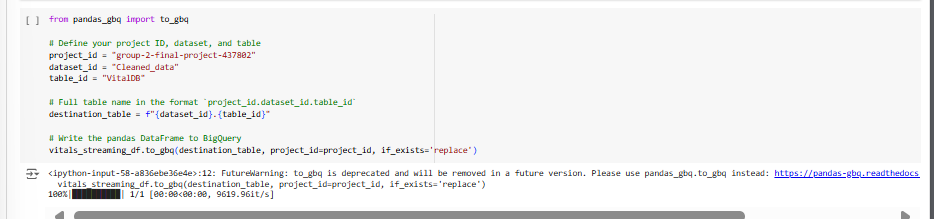 [ ] from pandas_gbq import to_gbq
# Define your project ID, dataset, and table
project_id = "group-2-final-project-437802"
dataset_id = "Cleaned_data"
table_id = "VitalDB"
# Full table name in the format `project_id.dataset_id.table_id`
destination_table = f"{dataset_id}.{table_id}"
# Write the pandas DataFrame to BigQuery
vitals_streaming_df.to_gbq(destination_table, project_id=project_id, if_exists='replace')
<ipython-input-58-a836ebe36e4e>:12: FutureWarning: to_gbq is deprecated and will be removed in a future version. Please use pandas_gbq.to_gbq instead: https://pandas-gbq.readthedocs
vitals_streaming_df.to_gbq(destination_table, project_id=project_id, if_exists='replace')
100%|██████████| 1/1 [00:00<00:00, 9619.96it/s]